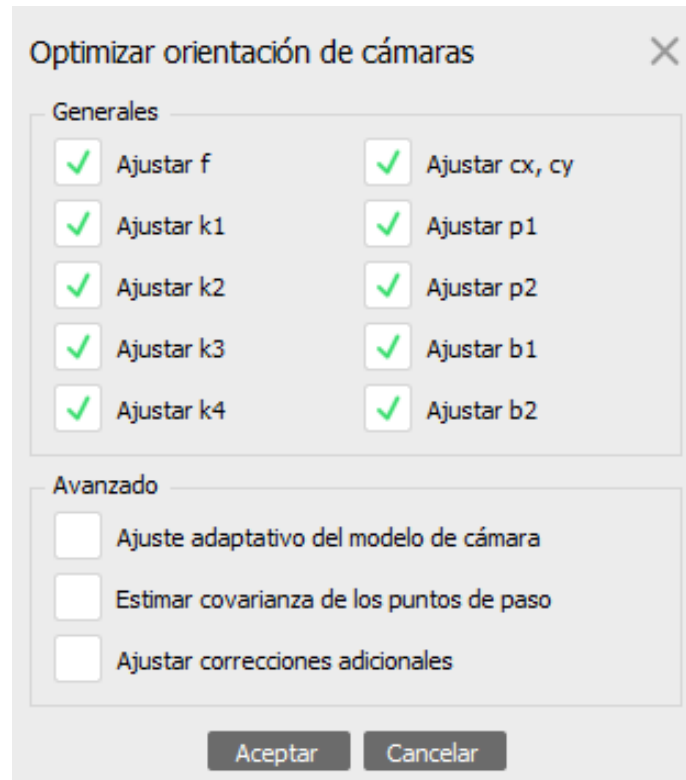 Optimizar orientación de cámaras
Generales
Ajustar f
Ajustar cx, cy
Ajustar k1
Ajustar p1
Ajustar k2
Ajustar p2
Ajustar k3
Ajustar b1
Ajustar k4
Ajustar b2
Avanzado
Ajuste adaptativo del modelo de cámara
Estimar covarianza de los puntos de paso
Ajustar correcciones adicionales
Aceptar
Cancelar